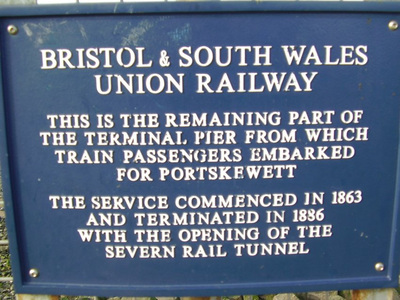 BRISTOL & SOUTH WALES
UNION RAILWAY
THIS IS THE REMAINING PART OF
THE TERMINAL PIER FROM WHICH
TRAIN PASSENGERS EMBARKED
FOR PORTSKEWETT
THE SERVICE COMMENCED IN 1863
AND TERMINATED IN 1886
WITH THE OPENING OF THE
SEVERN RAIL TUNNEL